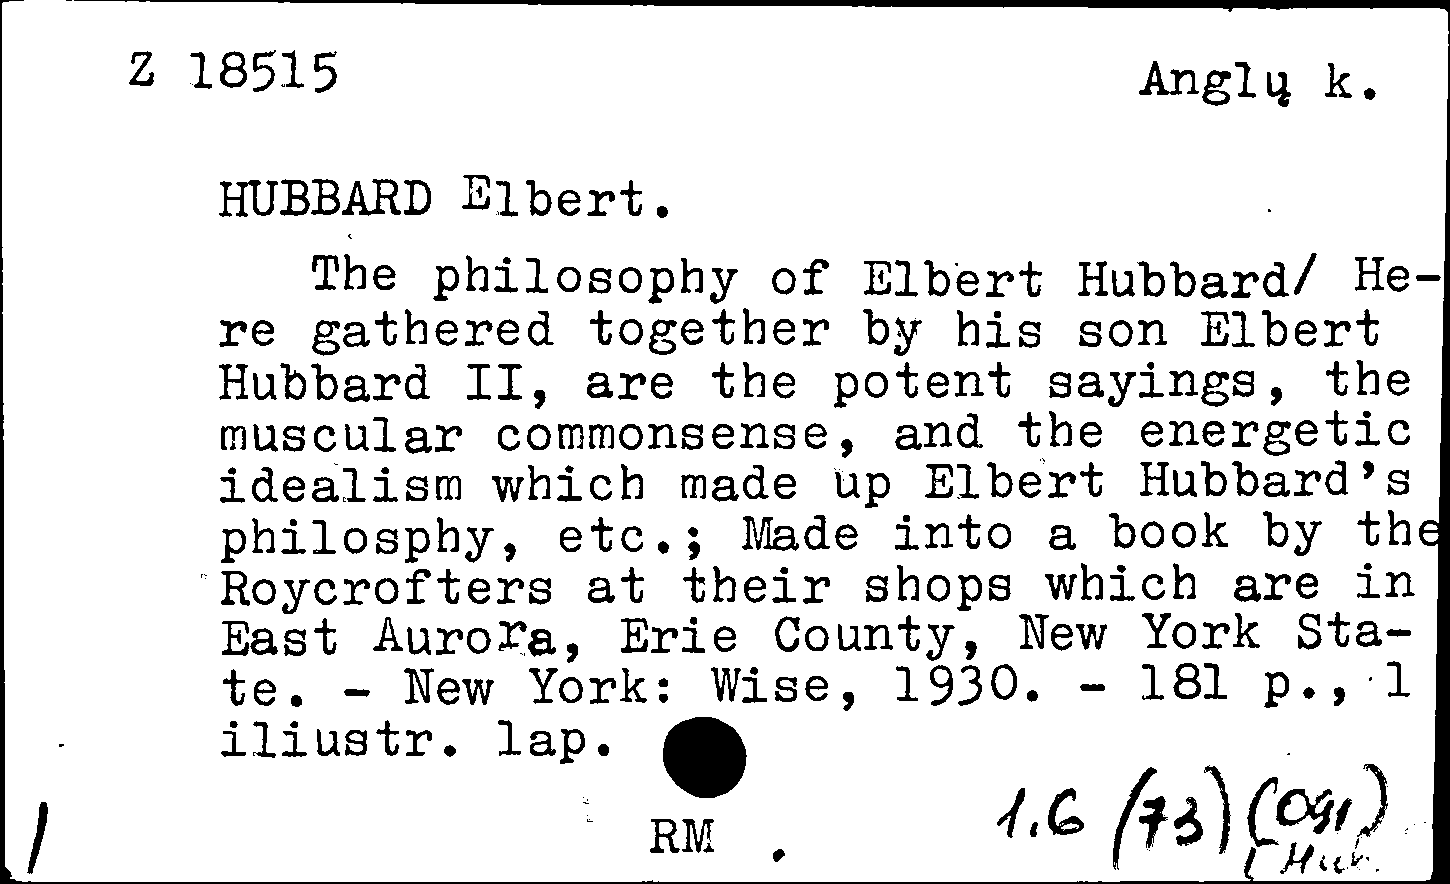 Z 18515
Anglų k.
HUBBARD Elbert.
The philosophy of Elbert Hubbard/ He-
re gathered together by his son Elbert
Hubbard II, are the potent sayings, the
muscular commonsense, and the energetic
idealism which made up Elbert Hubbard's
philosphy, etc.; Made into a book by the
Roycrofters at their shops which are in
East Aurora, Erie County, New York Sta-
te. - New York: Wise, 1930. - 181 p., 1
iliustr. lap.
1.6 (73) (091)
Hub.
RM